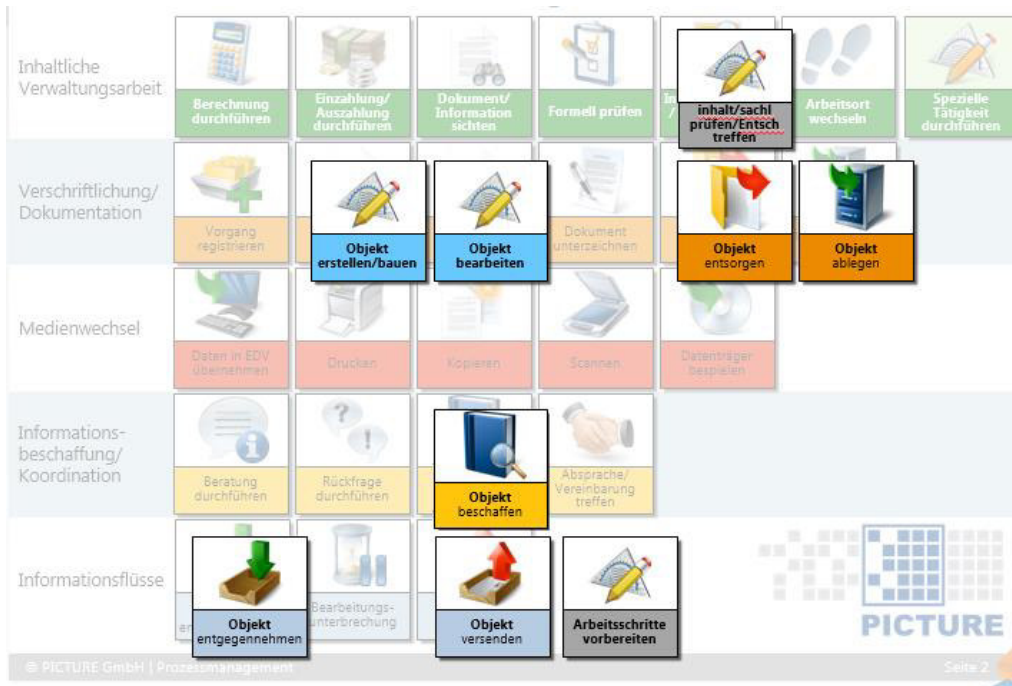 Inhaltliche
Verwaltungsarbeit
Berechnung
durchführen
Einzahlung/
Auszahlung
durchführen
Dokument/
Information
sichten
Formell prüfen
inhalt/sachl
prüfen/Entsch
treffen
Arbeitsort
wechseln
Spezielle
Tätigkeit
durchführen
Verschriftlichung/
Dokumentation
Vorgang
registrieren
Objekt
erstellen/bauen
Objekt
bearbeiten
Dokument
unterzeichnen
Objekt
entsorgen
Objekt
ablegen
Medienwechsel
Daten in EDV
übernehmen
Drucken
Kopieren
Scannen
Datenträger
bespielen
Informations-
beschaffung/
Koordination
Beratung
durchführen
Rückfrage
durchführen
Objekt
beschaffen
Absprache/
Vereinbarung
treffen
Informationsflüsse
Objekt
entgegennehmen
Bearbeitungs-
unterbrechung
Objekt
versenden
Arbeitsschritte
vorbereiten
PICTURE
© PICTURE GmbH | Prozessmanagement
Seite 2